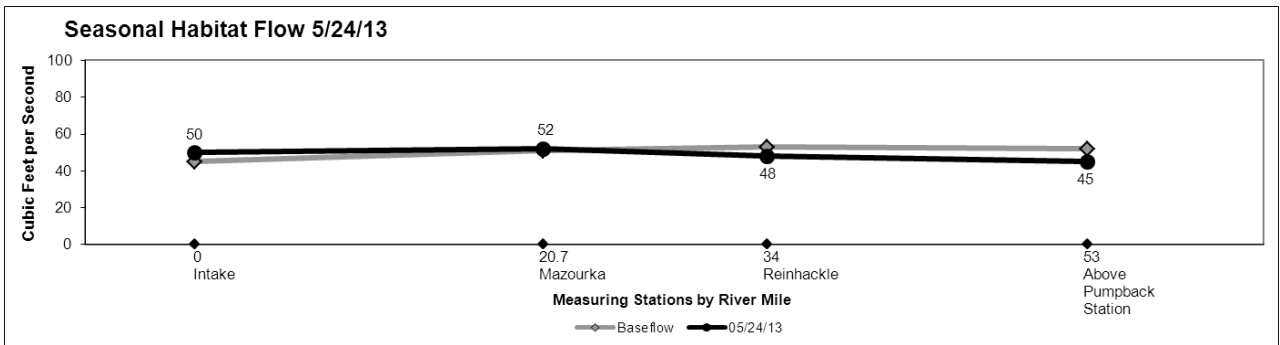 Seasonal Habitat Flow 5/24/13
Cubic Feet per Second
100
80
60
40
20
0
50
52
48
45
0
Intake
20.7
Mazourka
34
Reinhackle
53
Above
Pumpback
Station
Measuring Stations by River Mile
Baseflow
05/24/13